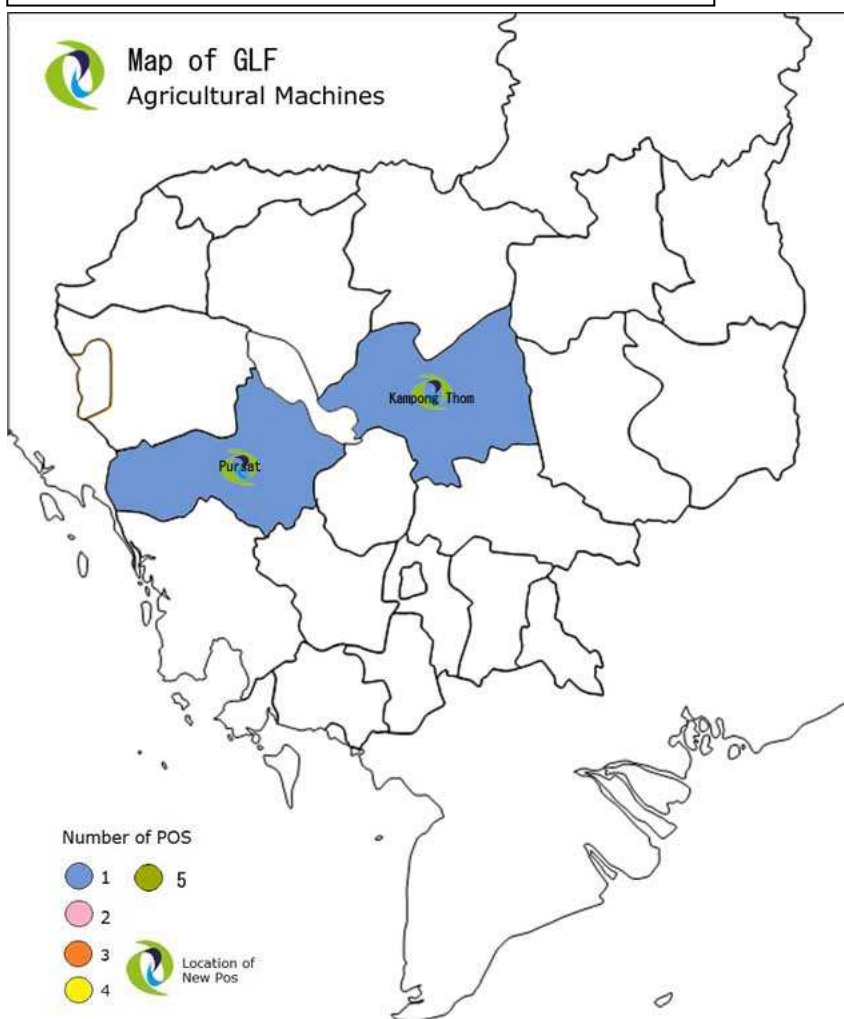 Map of GLF
Agricultural Machines
Kampong Thom
Pursat
Number of POS
1 5
2
3
4
Location of
New Pos